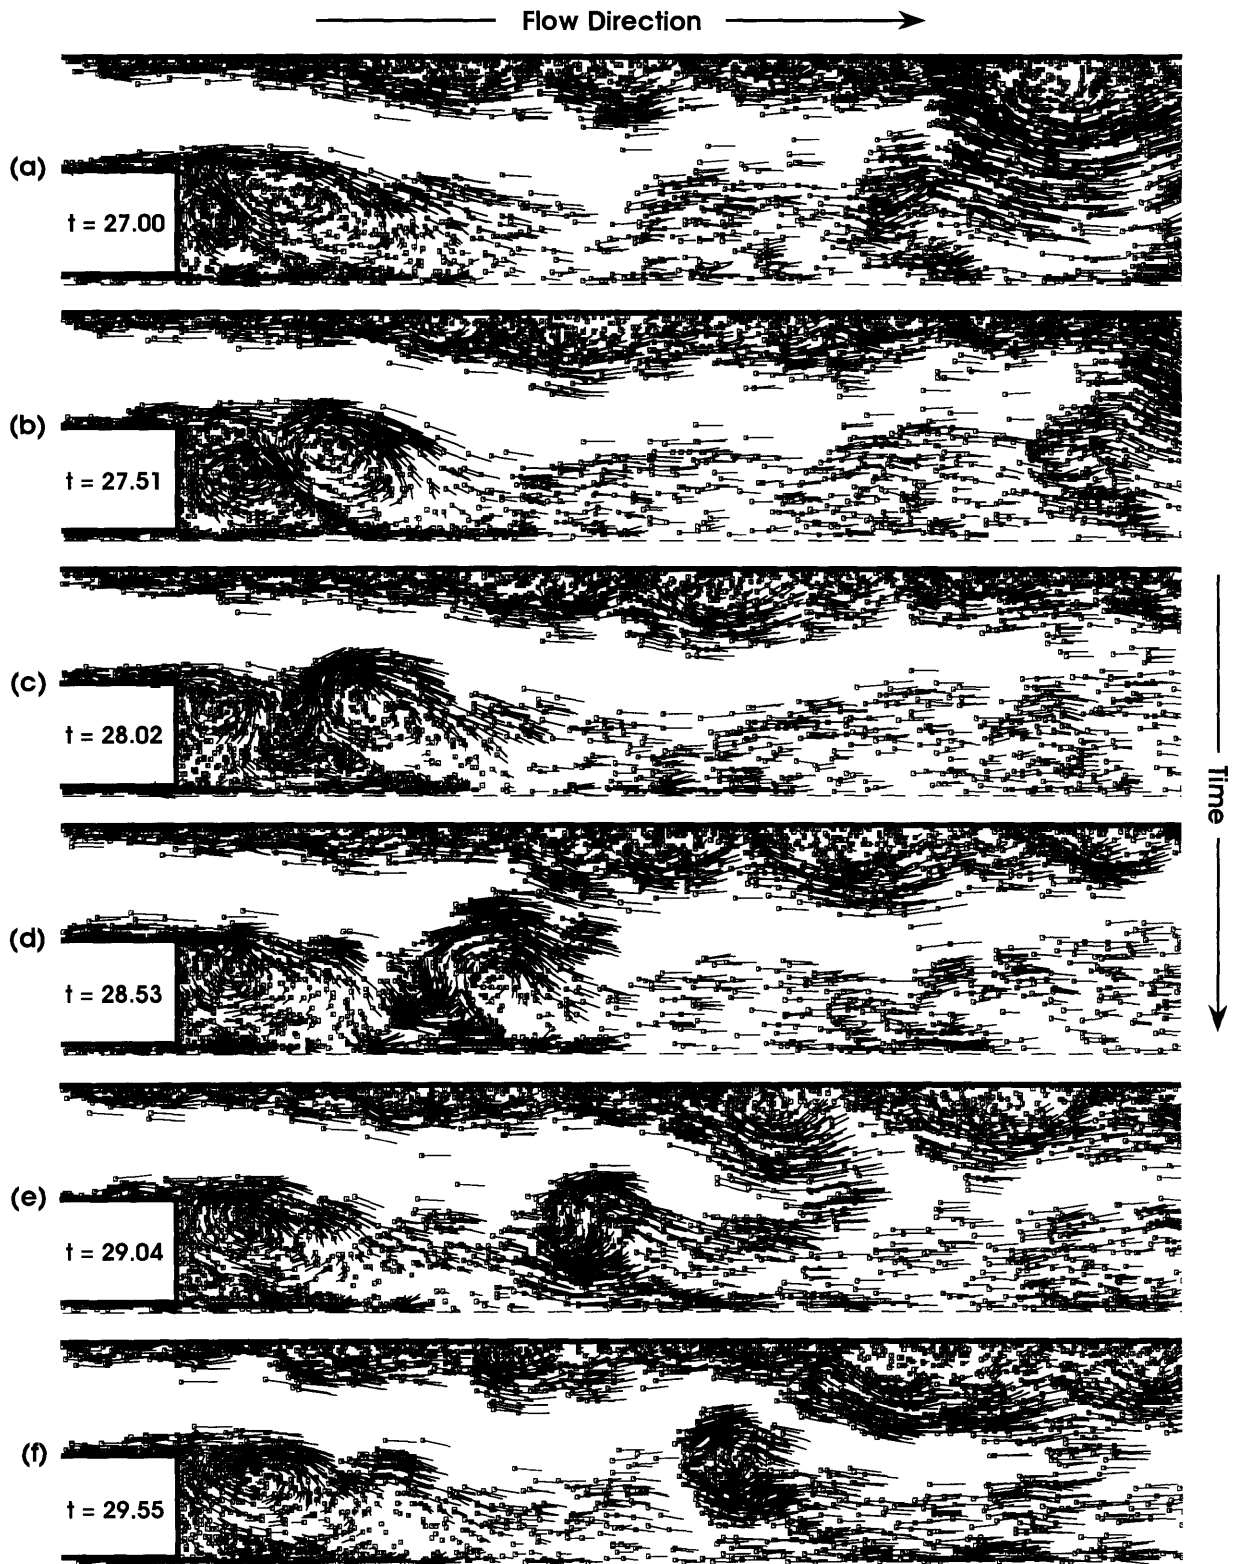 Flow Direction
(a)
t = 27.00
(b)
t = 27.51
(c)
t = 28.02
Time
(d)
t = 28.53
(e)
t = 29.04
(f)
t = 29.55